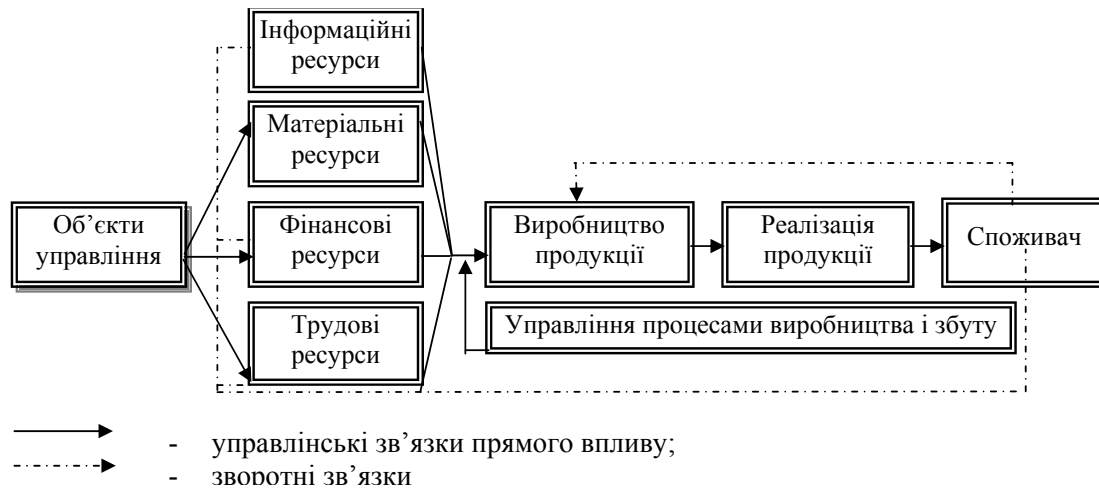 Інформаційні
ресурси
Матеріальні
ресурси
Об’єкти
управління
Фінансові
ресурси
Виробництво
продукції
Реалізація
продукції
Споживач
Трудові
ресурси
Управління процесами виробництва і збуту
- управлінські зв’язки прямого впливу;
- зворотні зв’язки